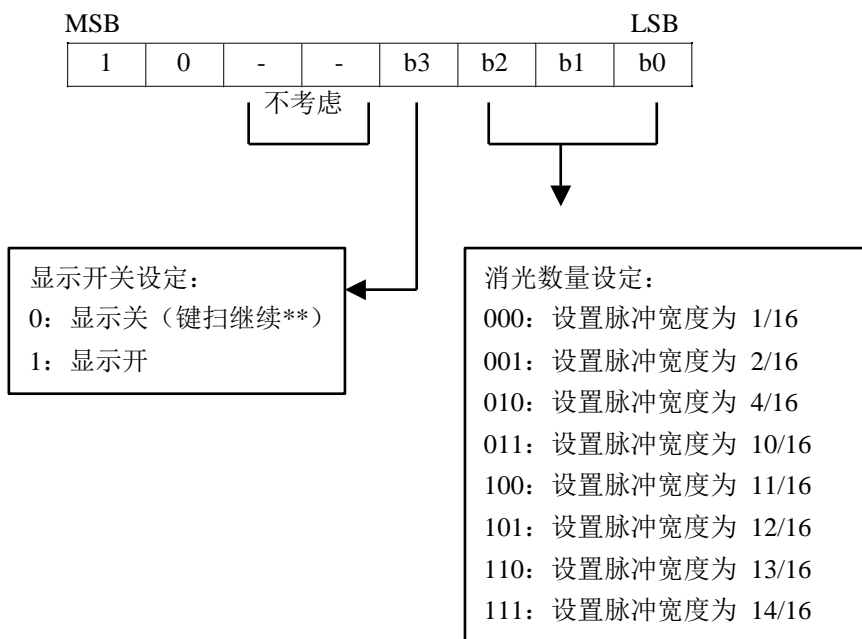 MSB LSB
1 0 - - b3 b2 b1 b0
不考虑
显示开关设定：
0：显示关（键扫继续**）
1：显示开
消光数量设定：
000：设置脉冲宽度为 1/16
001：设置脉冲宽度为 2/16
010：设置脉冲宽度为 4/16
011：设置脉冲宽度为 10/16
100：设置脉冲宽度为 11/16
101：设置脉冲宽度为 12/16
110：设置脉冲宽度为 13/16
111：设置脉冲宽度为 14/16